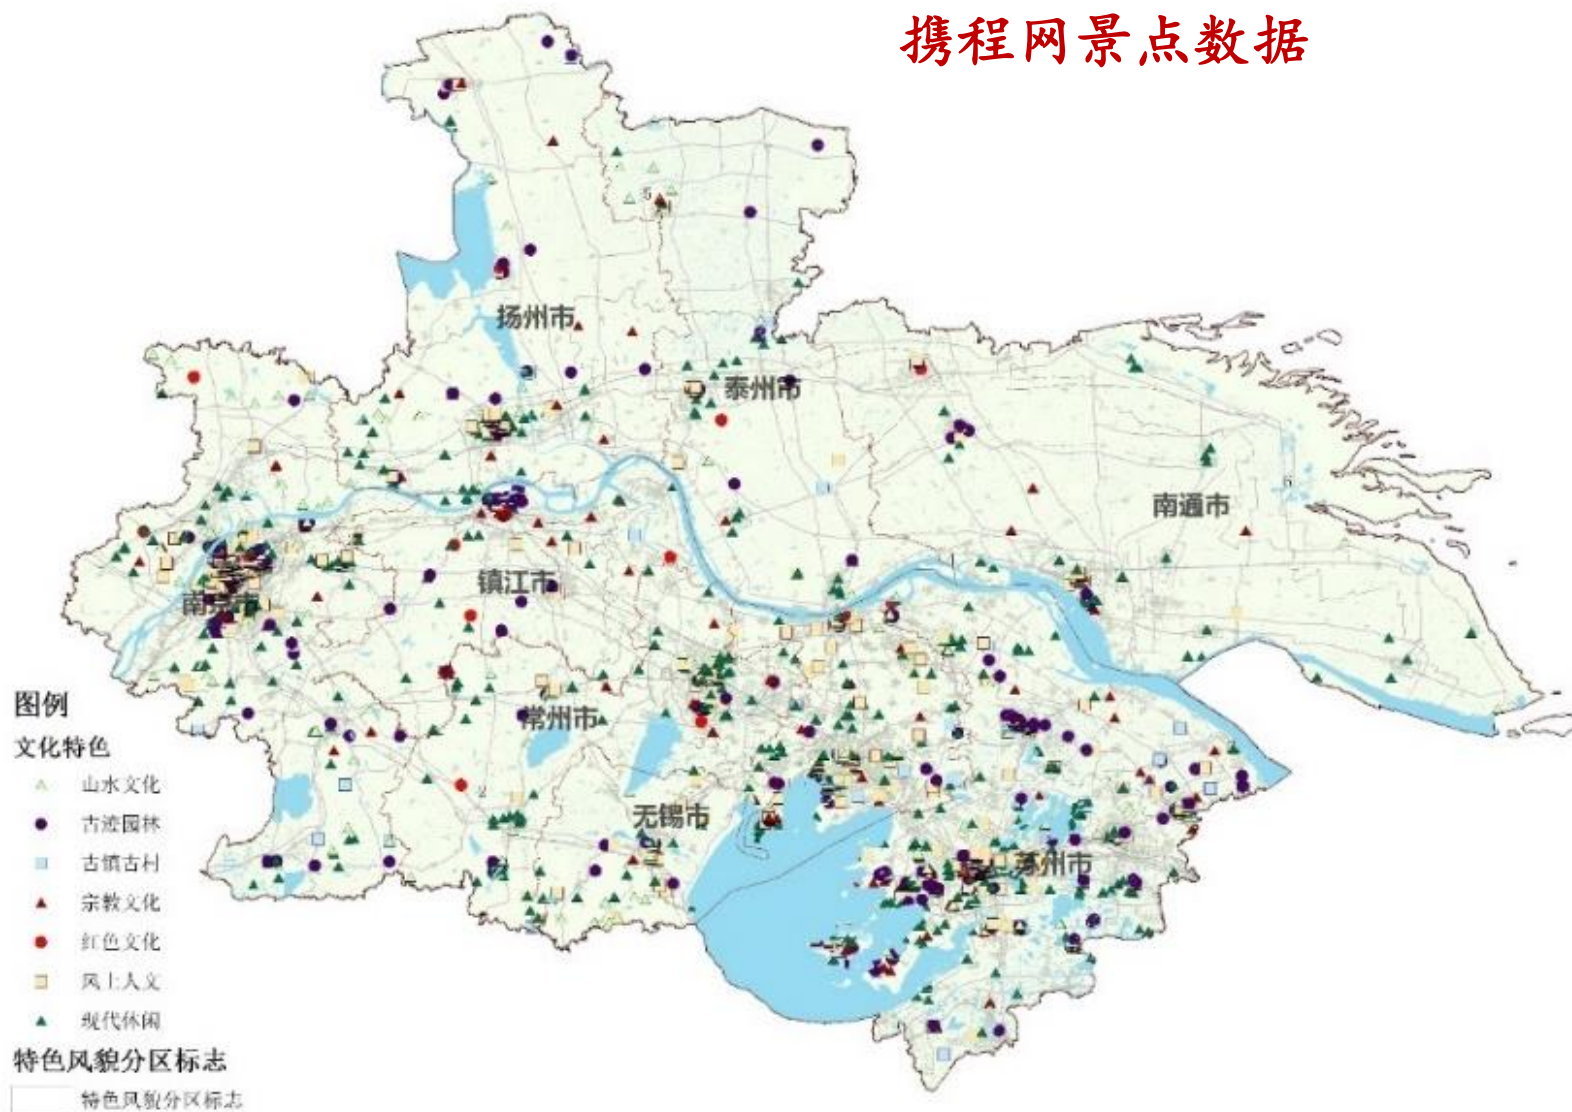 携程网景点数据
扬州市
泰州市
南通市
镇江市
南京市
常州市
无锡市
苏州市
5
6
2
图例
文化特色
山水文化
古迹园林
古镇古村
宗教文化
红色文化
风土人文
现代休闲
特色风貌分区标志
特色风貌分区标志